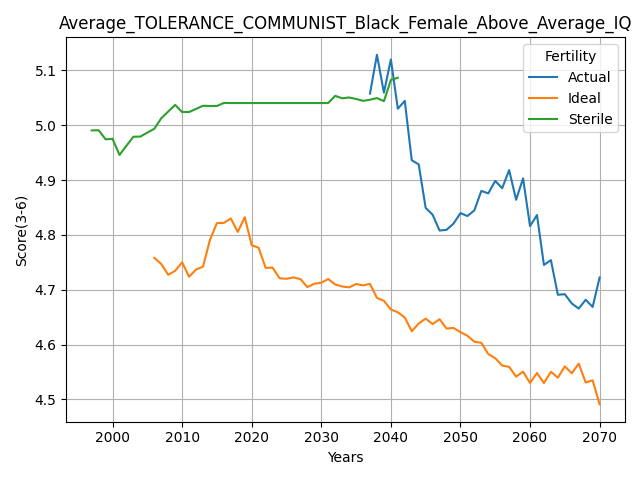 Average_TOLERANCE_COMMUNIST_Black_Female_Above_Average_IQ
Fertility
Actual
Ideal
Sterile
Score(3-6)
5.1
5.0
4.9
4.8
4.7
4.6
4.5
2000 2010 2020 2030 2040 2050 2060 2070
Years